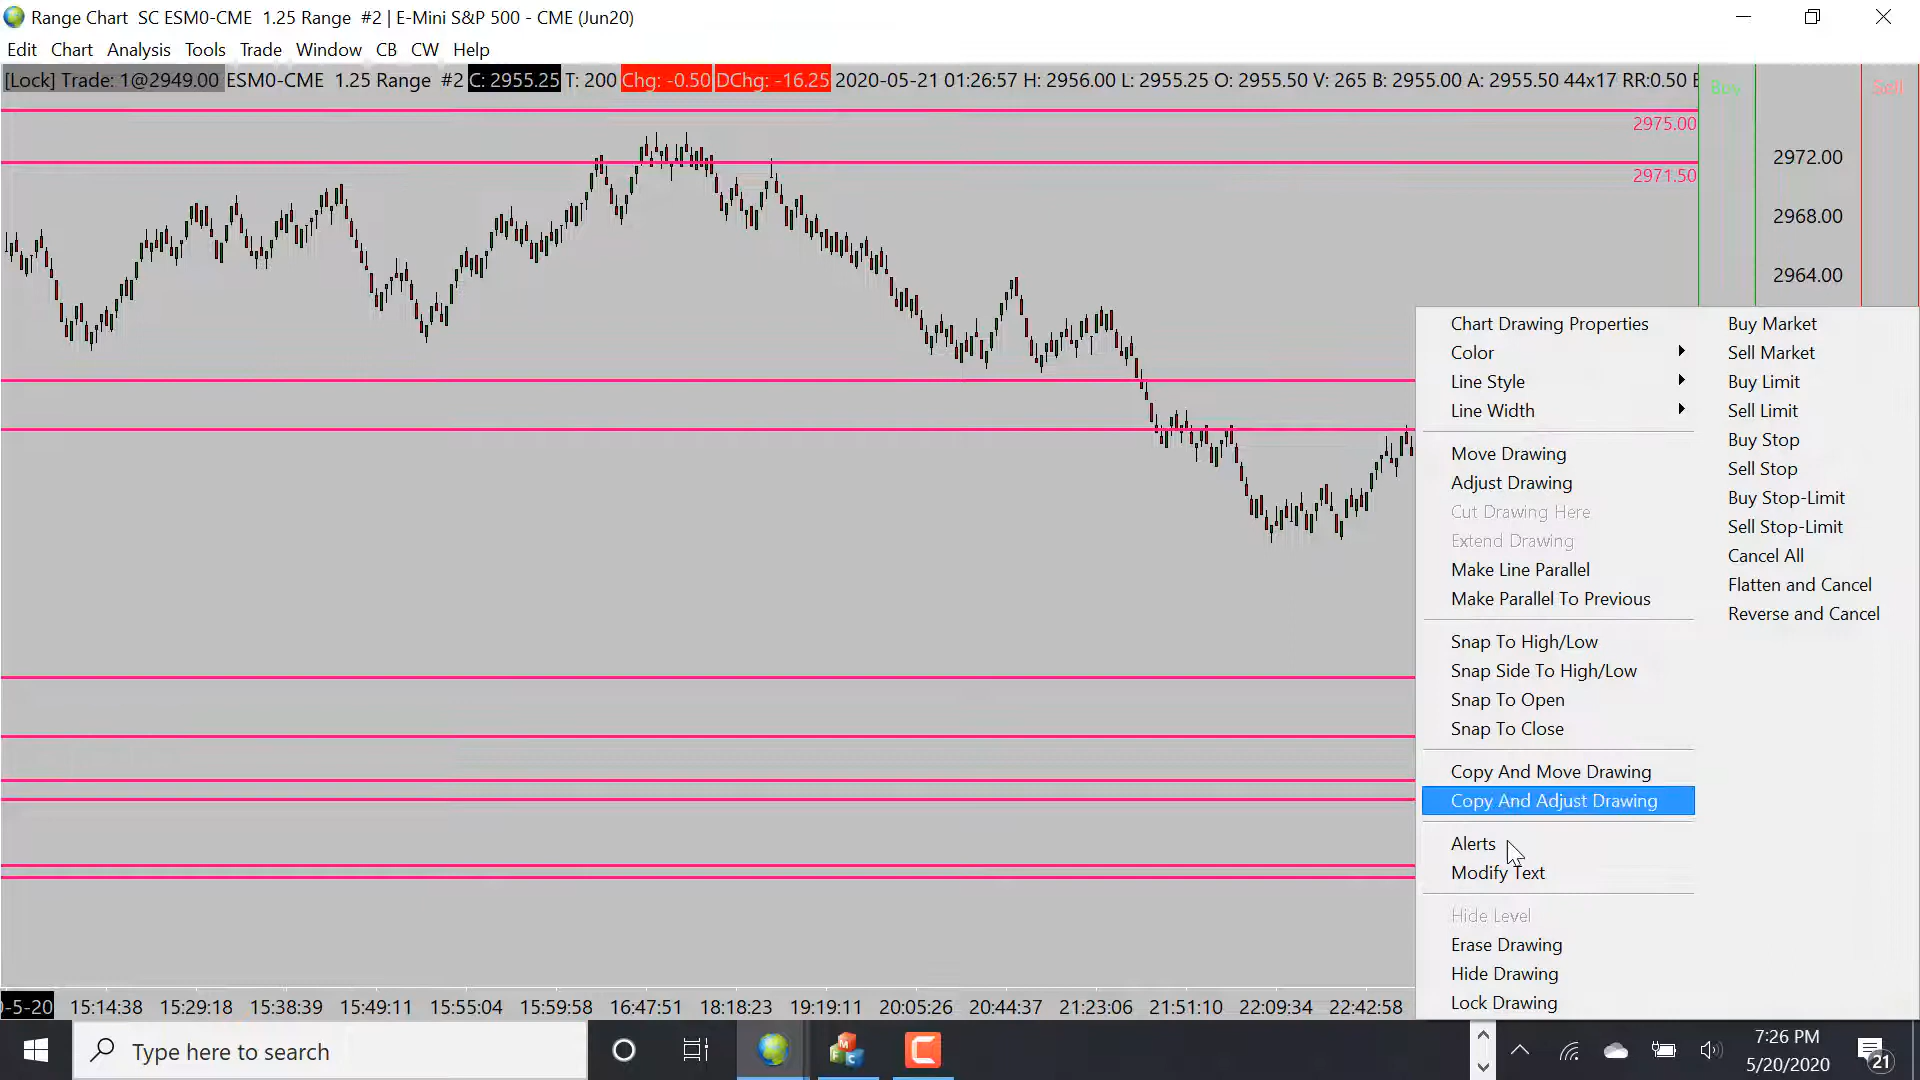 Range Chart SC ESM0-CME 1.25 Range #2 | E-Mini S&P 500 - CME (Jun20)
Edit Chart Analysis Tools Trade Window CB CW Help
[Lock] Trade: 1@2949.00 ESM0-CME 1.25 Range #2 C: 2955.25 T: 200 Chg: -0.50 DChg: -16.25 2020-05-21 01:26:57 H: 2956.00 L: 2955.25 O: 2955.50 V: 265 B: 2955.00 A: 2955.50 44x17 RR:0.50
Buy Sell
2975.00
2972.00
2971.50
2968.00
2964.00
Chart Drawing Properties Buy Market
Color Sell Market
Line Style Buy Limit
Line Width Sell Limit
Buy Stop
Move Drawing
Sell Stop
Adjust Drawing
Buy Stop-Limit
Cut Drawing Here
Sell Stop-Limit
Extend Drawing
Cancel All
Make Line Parallel
Flatten and Cancel
Make Parallel To Previous
Reverse and Cancel
Snap To High/Low
Snap Side To High/Low
Snap To Open
Snap To Close
Copy And Move Drawing
Copy And Adjust Drawing
Alerts
Modify Text
Hide Level
Erase Drawing
Hide Drawing
Lock Drawing
-5-20 15:14:38 15:29:18 15:38:39 15:49:11 15:55:04 15:59:58 16:47:51 18:18:23 19:19:11 20:05:26 20:44:37 21:23:06 21:51:10 22:09:34 22:42:58
Type here to search
M
F C
7:26 PM
5/20/2020
21